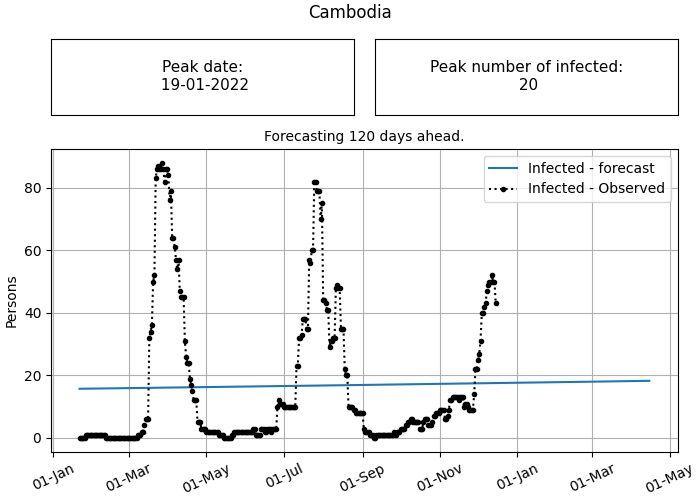 Cambodia
Peak date:
19-01-2022
Peak number of infected:
20
Forecasting 120 days ahead.
Infected - forecast
Infected - Observed
Persons
80
60
40
20
0
01-Jan
01-Mar
01-May
01-Jul
01-Sep
01-Nov
01-Jan
01-Mar
01-May